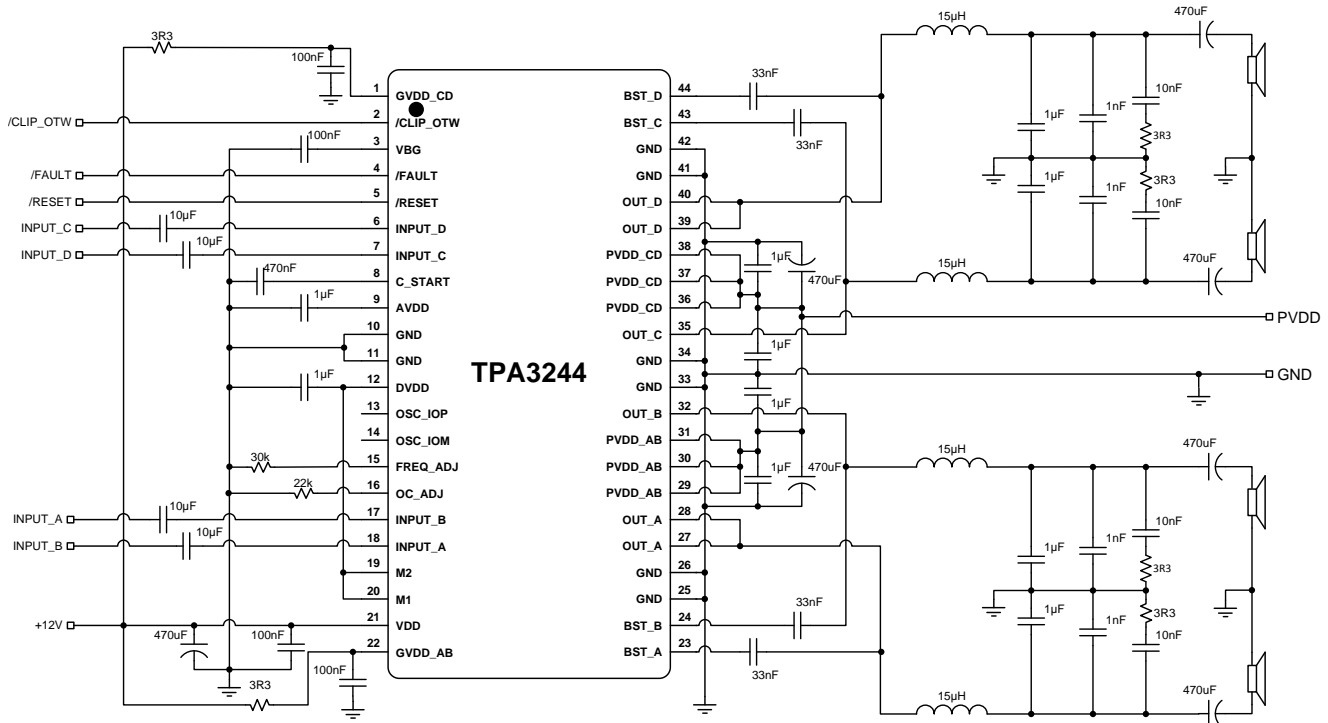 3R3
100nF
1 GVDD_CD
/CLIP_OTW
2 /CLIP_OTW
100nF
3 VBG
/FAULT
4 /FAULT
/RESET
5 /RESET
INPUT_C
10µF
6 INPUT_D
INPUT_D
10µF
7 INPUT_C
470nF
8 C_START
1µF
9 AVDD
10 GND
11 GND
1µF
12 DVDD
13 OSC_IOP
14 OSC_IOM
30k
15 FREQ_ADJ
22k
16 OC_ADJ
INPUT_A
10µF
17 INPUT_B
INPUT_B
10µF
18 INPUT_A
19 M2
20 M1
+12V
21 VDD
470uF
100nF
22 GVDD_AB
100nF
3R3
TPA3244
BST_D 44
33nF
BST_C 43
33nF
GND 42
GND 41
OUT_D 40
OUT_D 39
PVDD_CD 38
1µF
470uF
PVDD_CD 37
PVDD_CD 36
OUT_C 35
GND 34
1µF
GND 33
1µF
OUT_B 32
PVDD_AB 31
PVDD_AB 30
1µF
470uF
PVDD_AB 29
OUT_A 28
OUT_A 27
GND 26
GND 25
BST_B 24
33nF
BST_A 23
33nF
15µH
470uF
1µF
1nF
10nF
3R3
1µF
1nF
3R3
10nF
15µH
470uF
PVDD
GND
15µH
470uF
1µF
1nF
10nF
3R3
1µF
1nF
3R3
10nF
15µH
470uF